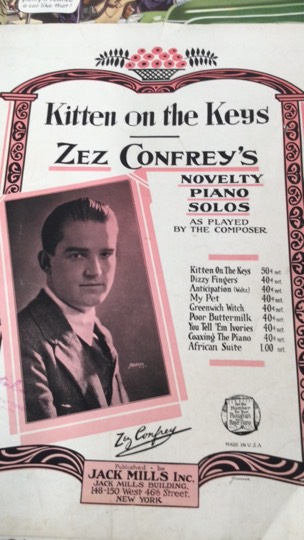 a car like that!
Kitten on the Keys
ZEZ CONFREY'S
NOVELTY
PIANO
SOLOS
AS PLAYED
BY THE COMPOSER
Kitten On The Keys 50¢ net.
Dizzy Fingers 40¢ net.
Anticipation (Waltz) 40¢ net.
My Pet 40¢ net.
Greenwich Witch 40¢ net.
Poor Buttermilk 40¢ net.
You Tell 'Em Ivories 40¢ net.
Coaxing The Piano 40¢ net.
African Suite 1.00 net.
Zez Confrey
MADE IN U.S.A.
Published by
JACK MILLS INC.
JACK MILLS BUILDING,
148-150 West 46th Street,
NEW YORK